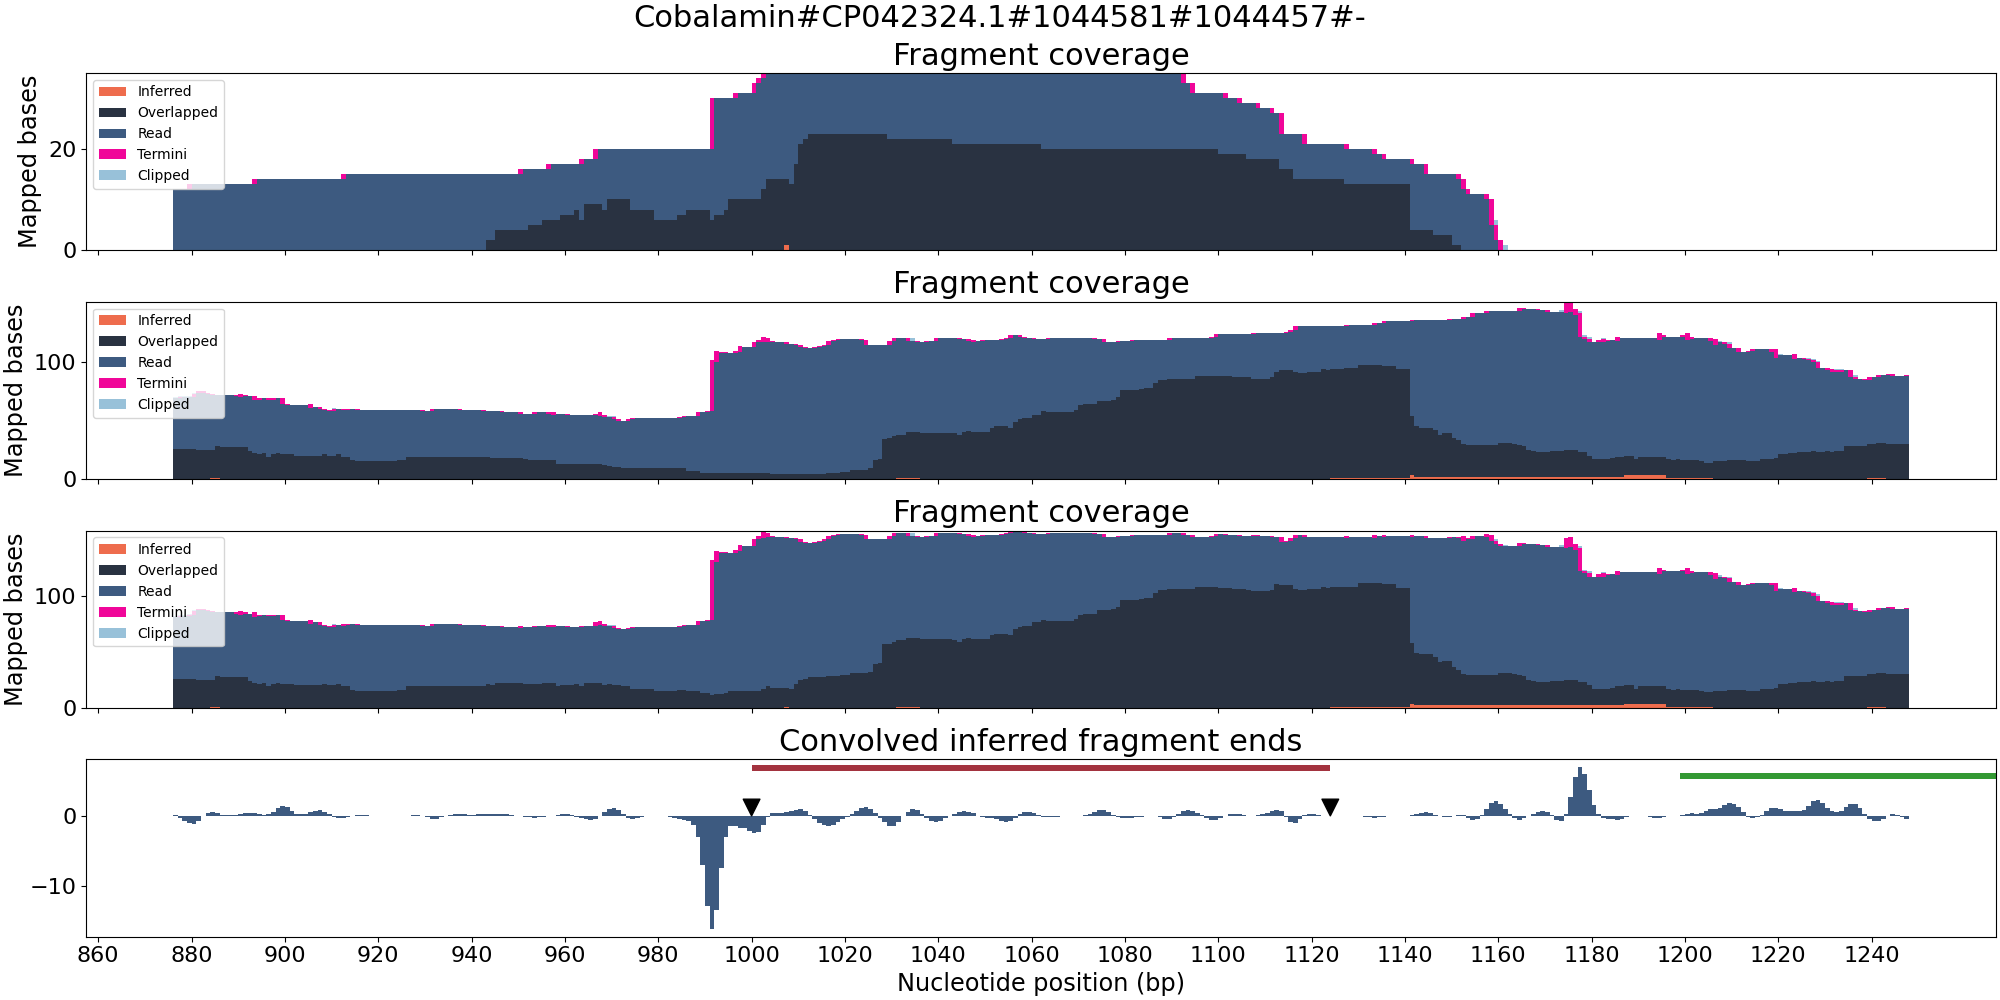 Cobalamin#CP042324.1#1044581#1044457#-
Fragment coverage
Mapped bases
20
0
Inferred
Overlapped
Read
Termini
Clipped
Fragment coverage
Mapped bases
100
0
Inferred
Overlapped
Read
Termini
Clipped
Fragment coverage
Mapped bases
100
0
Inferred
Overlapped
Read
Termini
Clipped
Convolved inferred fragment ends
0
−10
860 880 900 920 940 960 980 1000 1020 1040 1060 1080 1100 1120 1140 1160 1180 1200 1220 1240
Nucleotide position (bp)